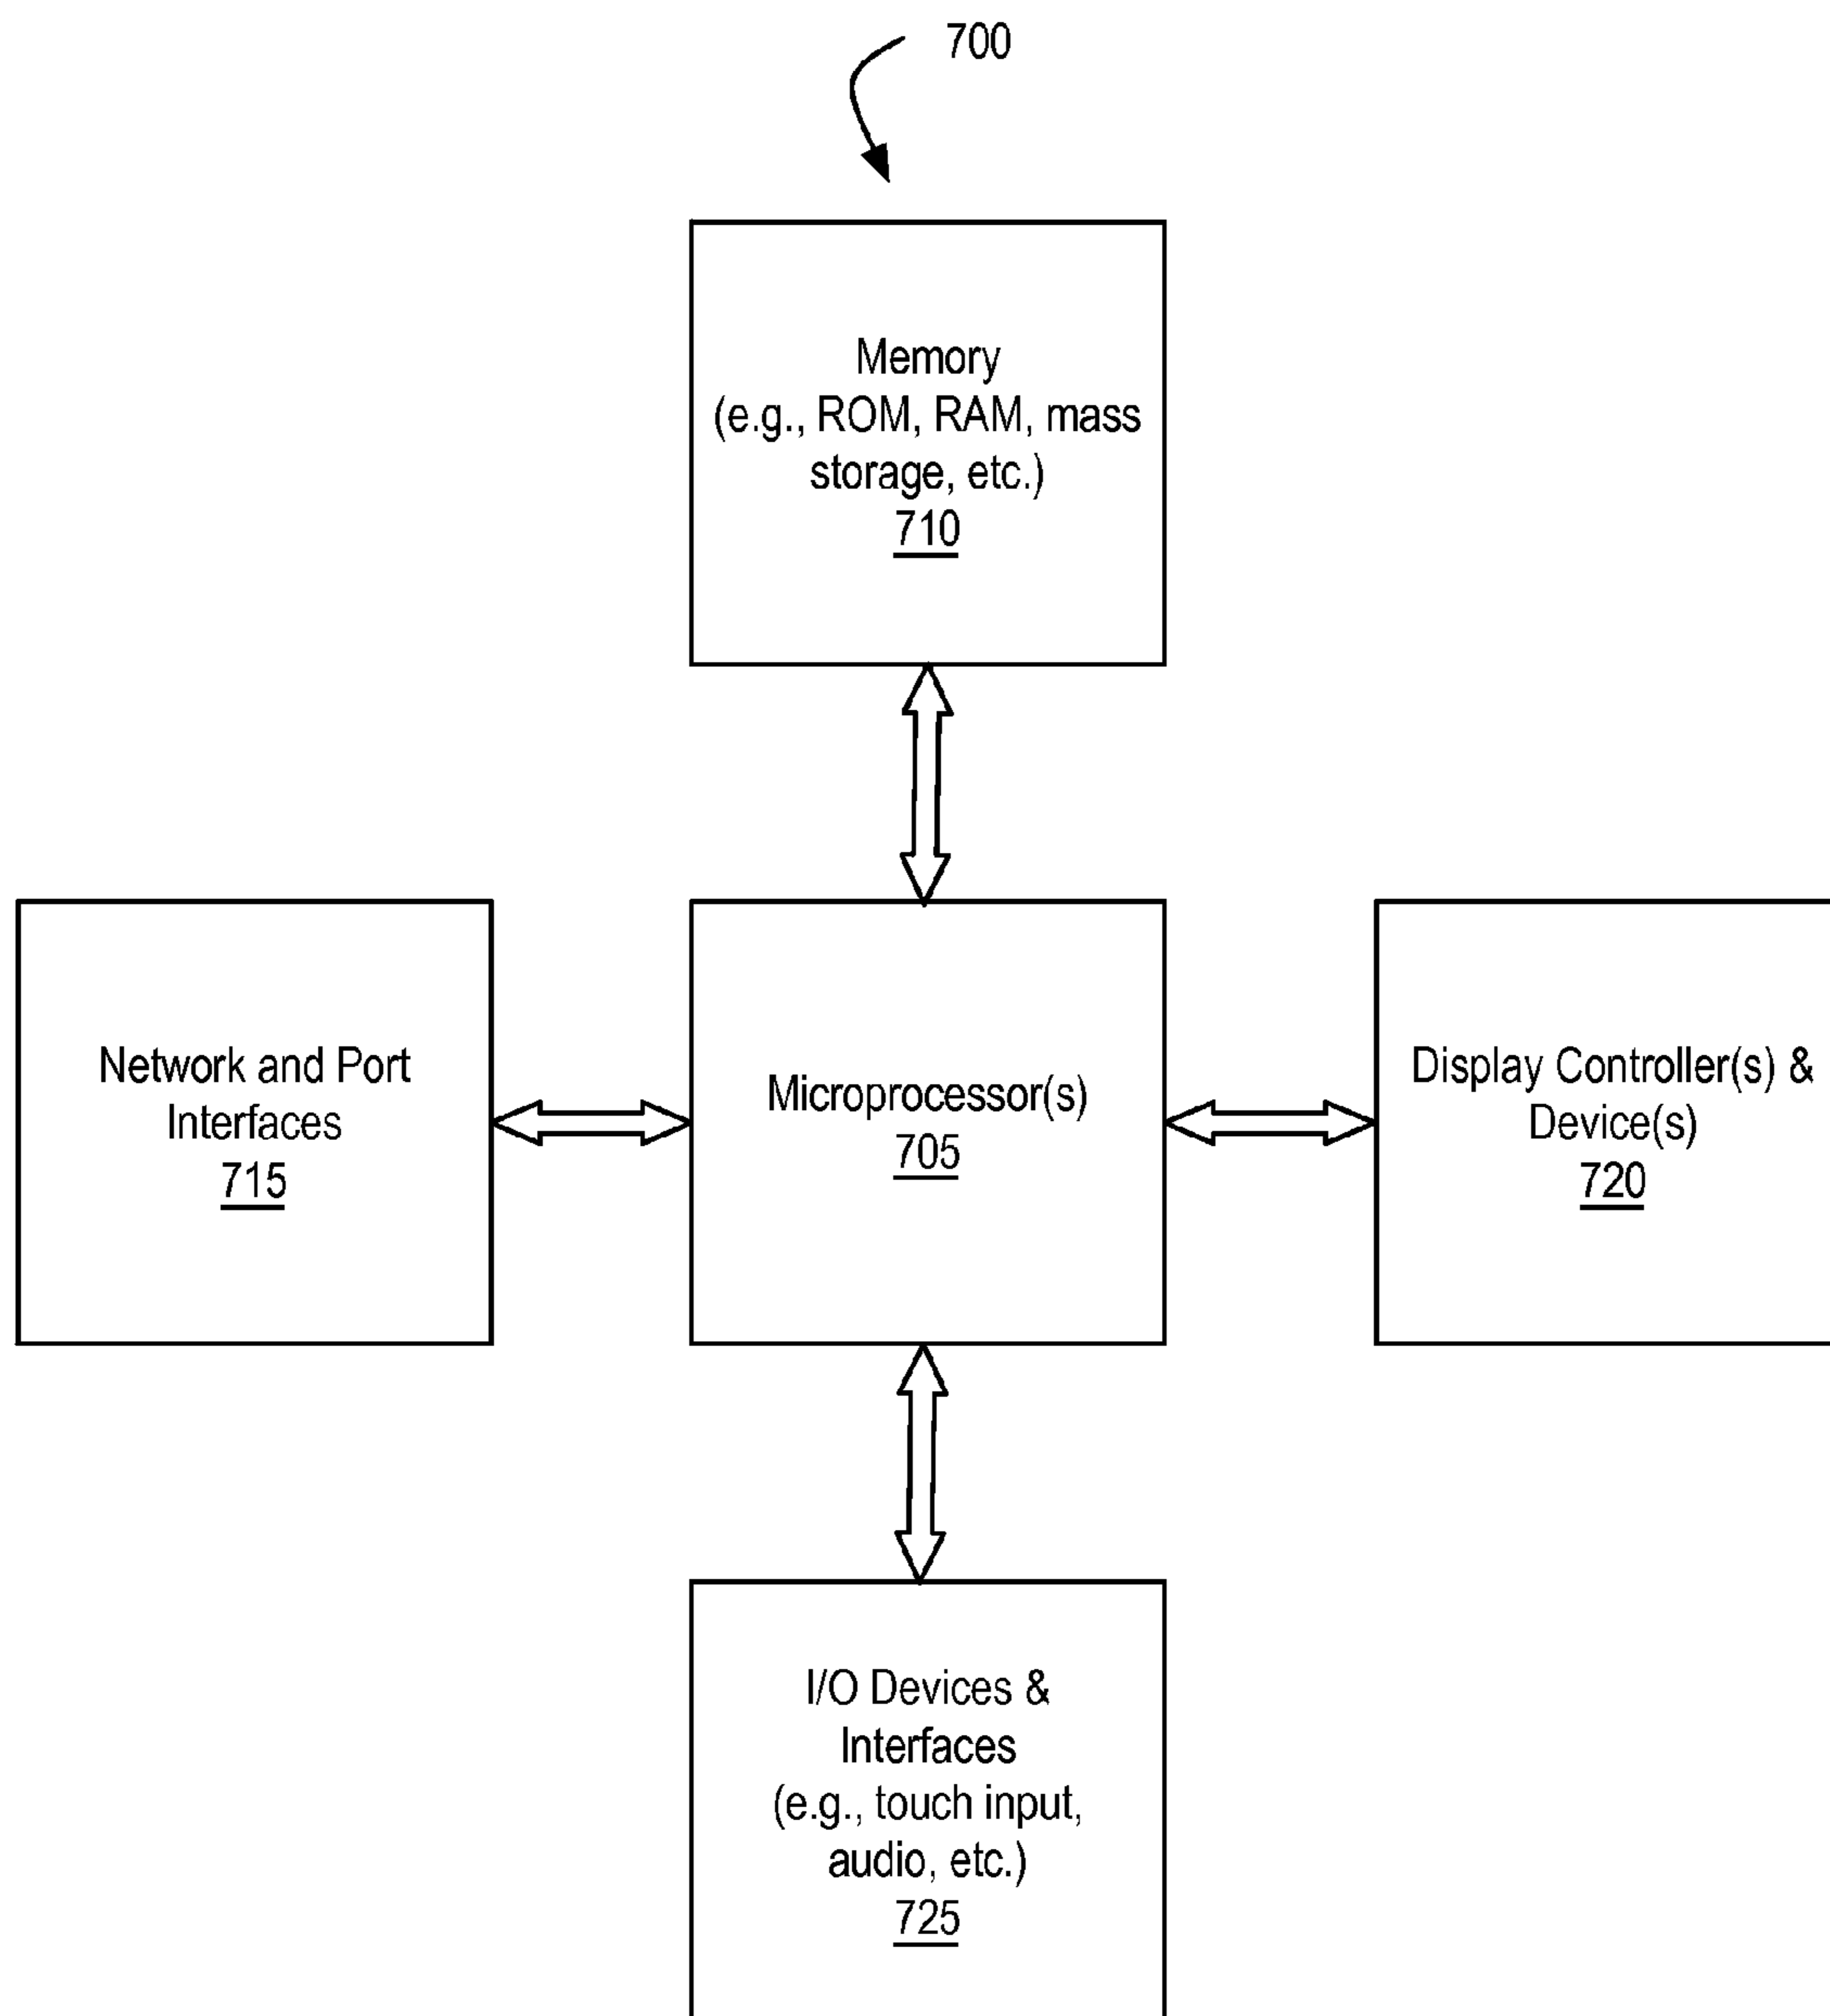 700
Memory
(e.g., ROM, RAM, mass
storage, etc.)
710
Network and Port
Interfaces
715
Microprocessor(s)
705
Display Controller(s) &
Device(s)
720
I/O Devices &
Interfaces
(e.g., touch input,
audio, etc.)
725